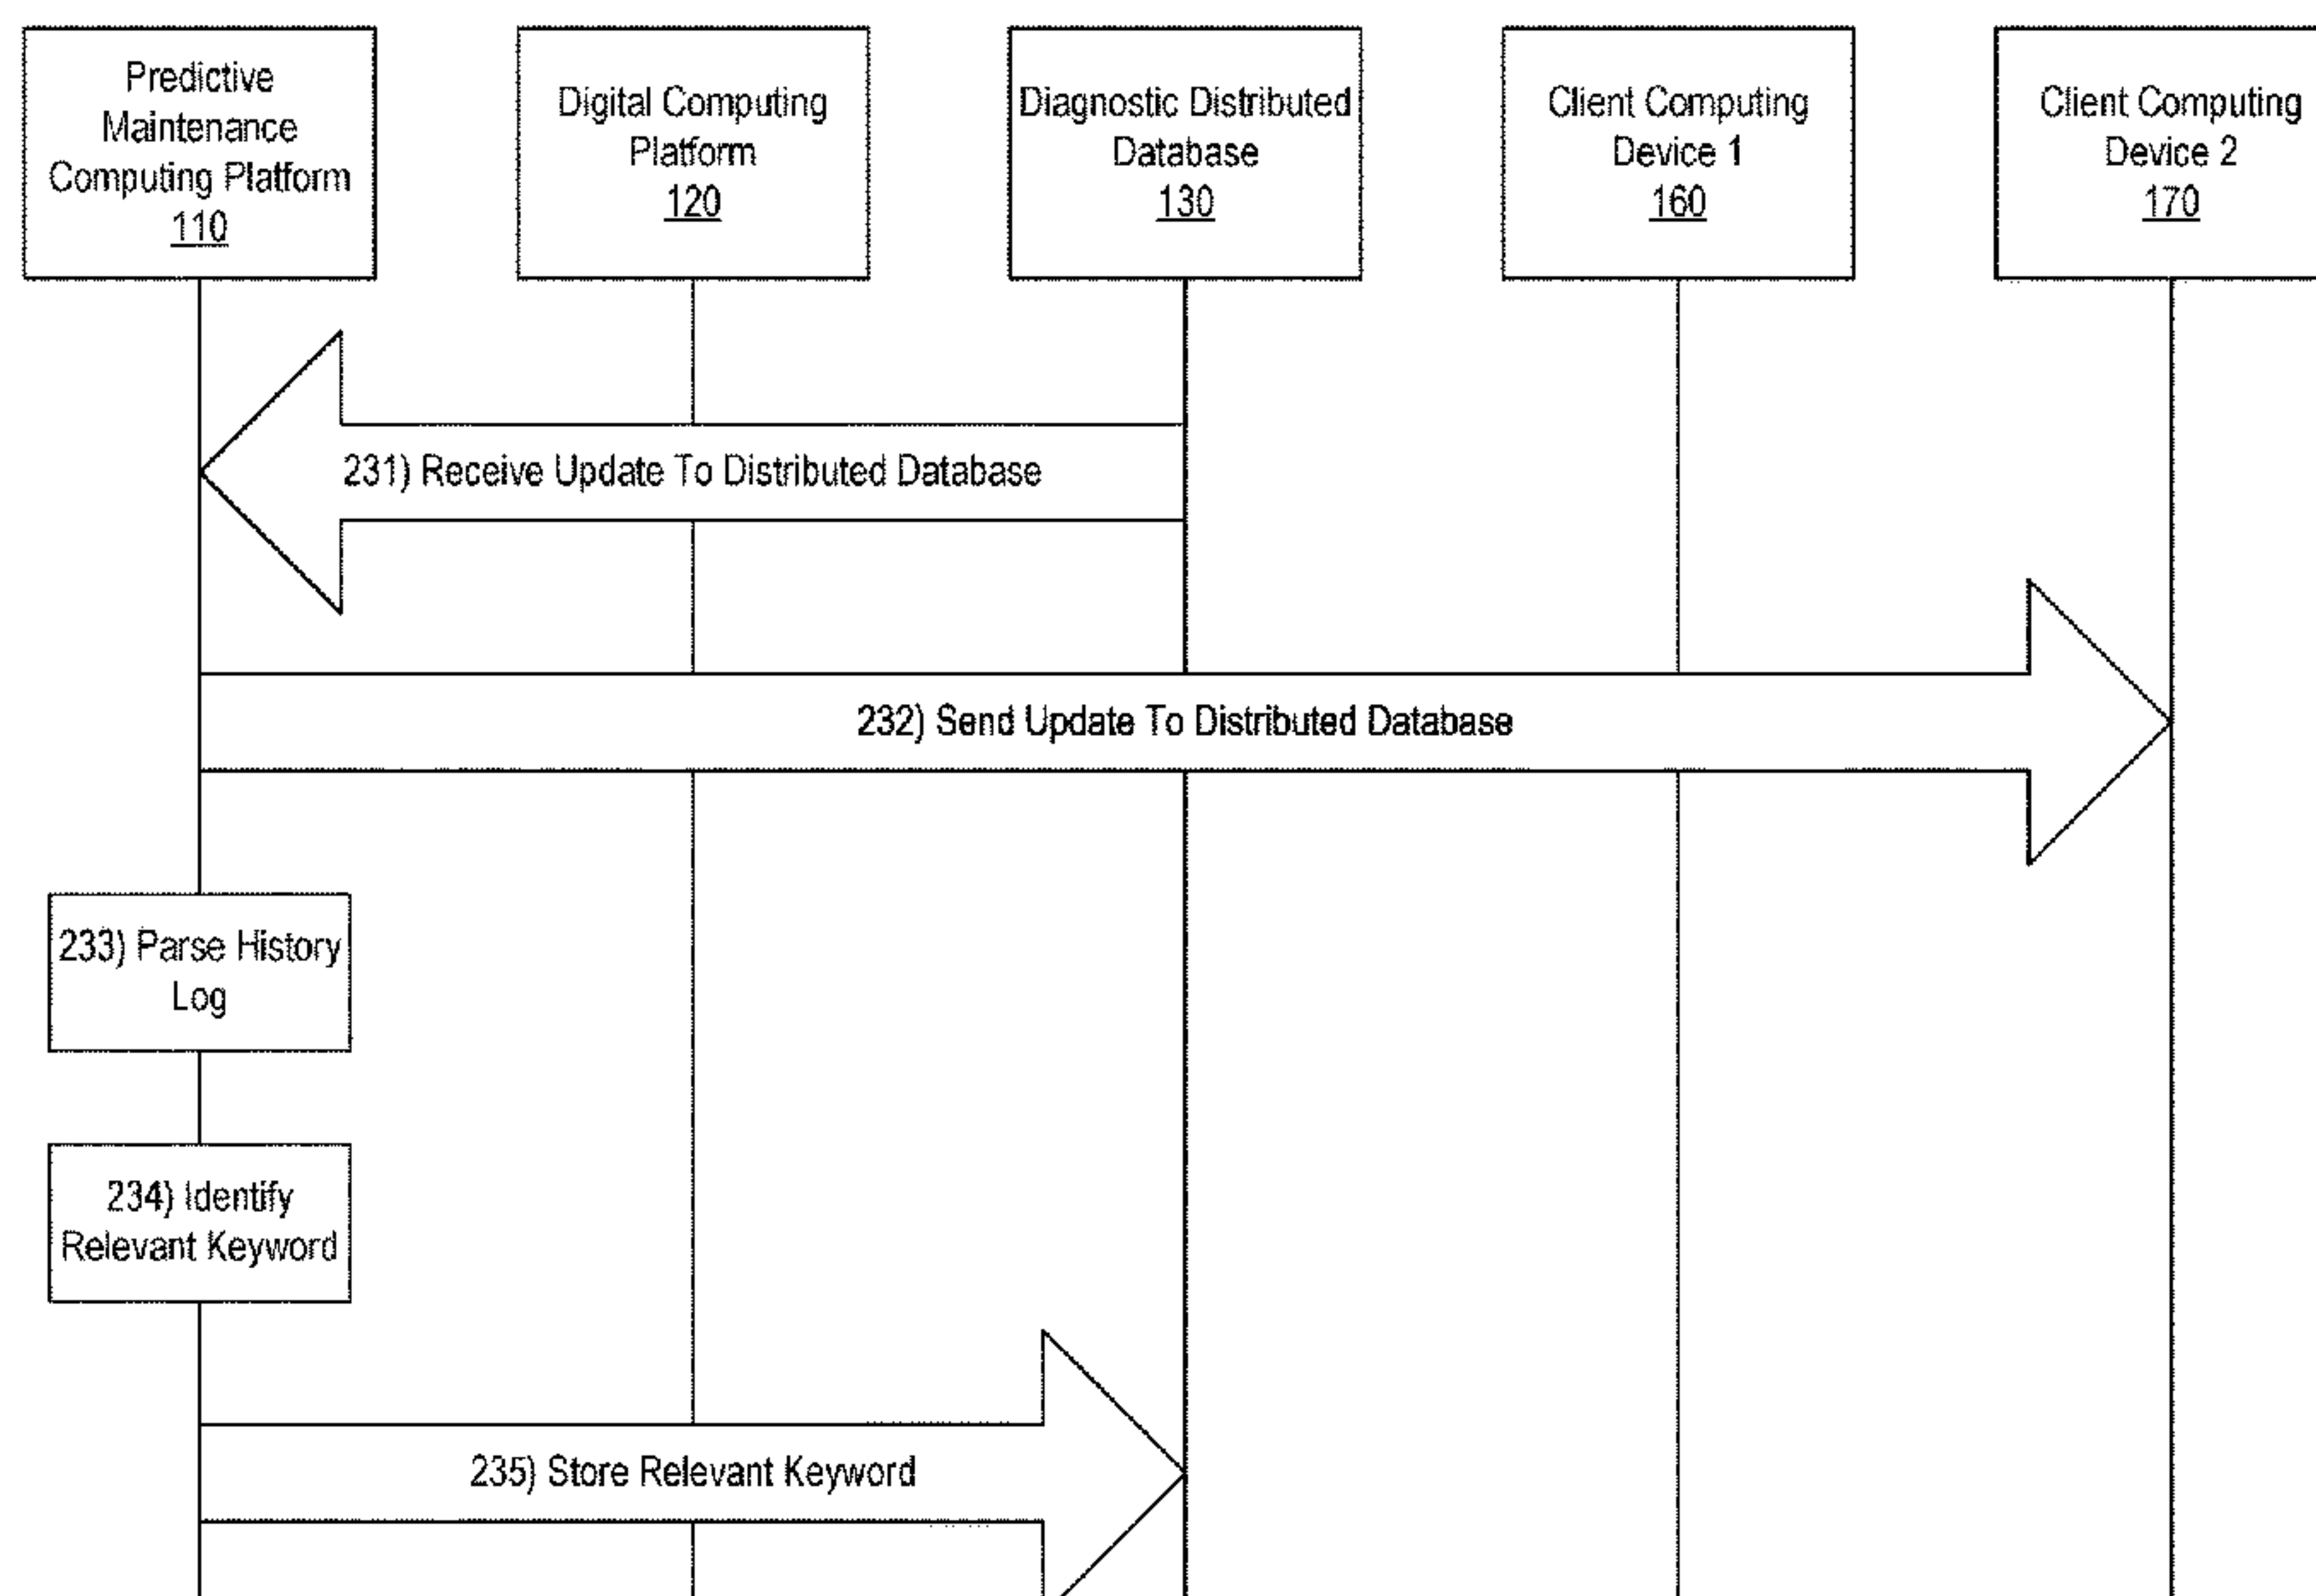 Predictive
Maintenance
Computing Platform
110
Digital Computing
Platform
120
Diagnostic Distributed
Database
130
Client Computing
Device 1
160
Client Computing
Device 2
170
231) Receive Update To Distributed Database
232) Send Update To Distributed Database
233) Parse History
Log
234) Identify
Relevant Keyword
235) Store Relevant Keyword